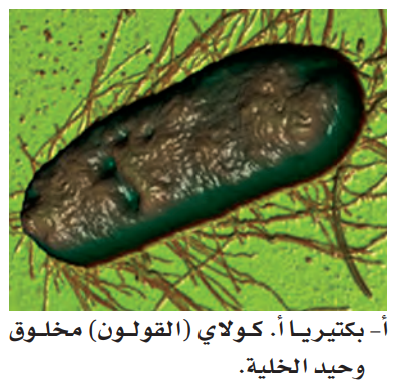 أ- بكتيريا أ. كولاي (القولون) مخلوق
وحيد الخلية.